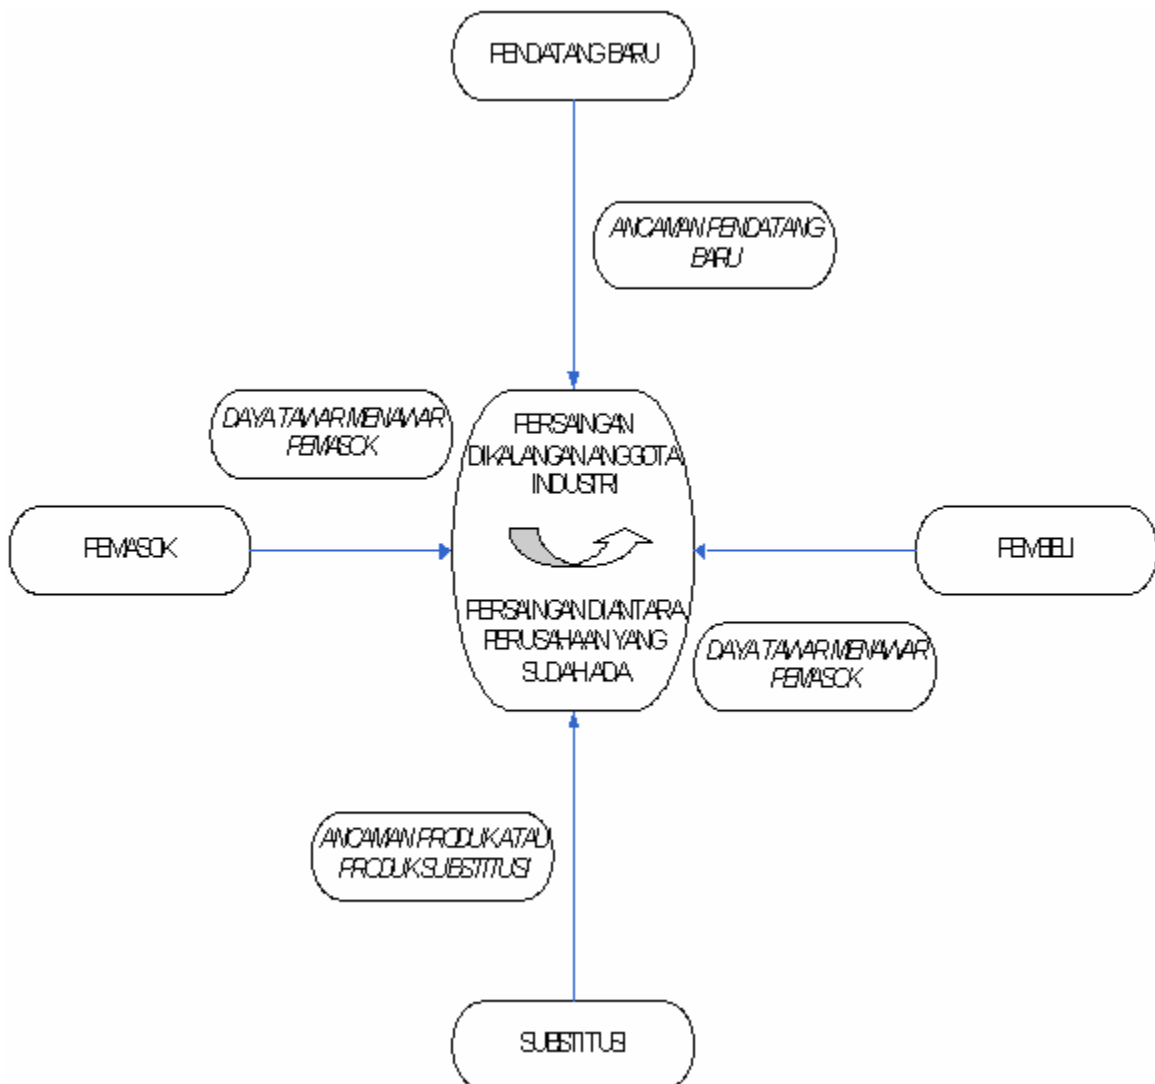 PENDATANG BARU
ANCAMAN PENDATANG
BARU
DAYA TAWAR MENAWAR
PEMASOK
PERSAINGAN
DIKALANGAN ANGGOTA
INDUSTRI
PEMASOK
PEMBELI
PERSAINGAN DIANTARA
PERUSAHAAN YANG
SUDAH ADA
DAYA TAWAR MENAWAR
PEMASOK
ANCAMAN PRODUK ATAU
PRODUK SUBSTITUSI
SUBSTITUSI